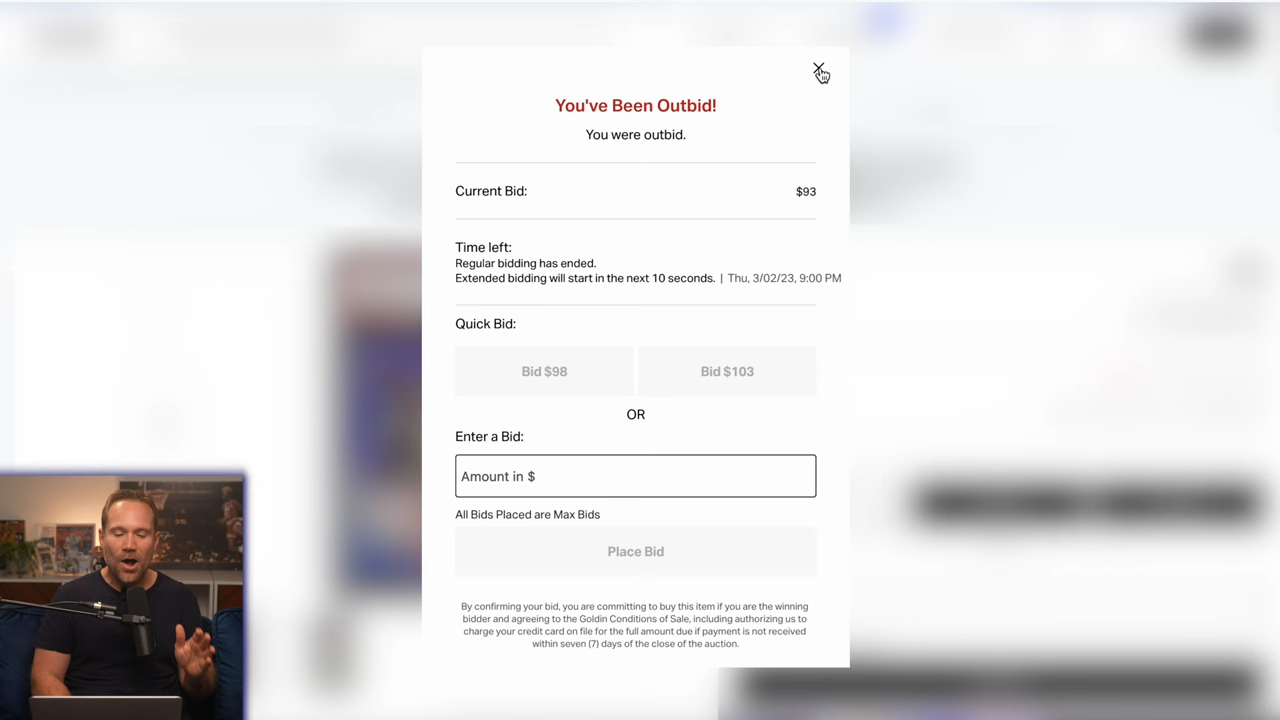 You've Been Outbid!
You were outbid.
Current Bid: $93
Time left:
Regular bidding has ended.
Extended bidding will start in the next 10 seconds. | Thu, 3/02/23, 9:00 PM
Quick Bid:
Bid $98 Bid $103
OR
Enter a Bid:
Amount in $
All Bids Placed are Max Bids
Place Bid
By confirming your bid, you are committing to buy this item if you are the winning
bidder and agreeing to the Goldin Conditions of Sale, including authorizing us to
charge your credit card on file for the full amount due if payment is not received
within seven (7) days of the close of the auction.